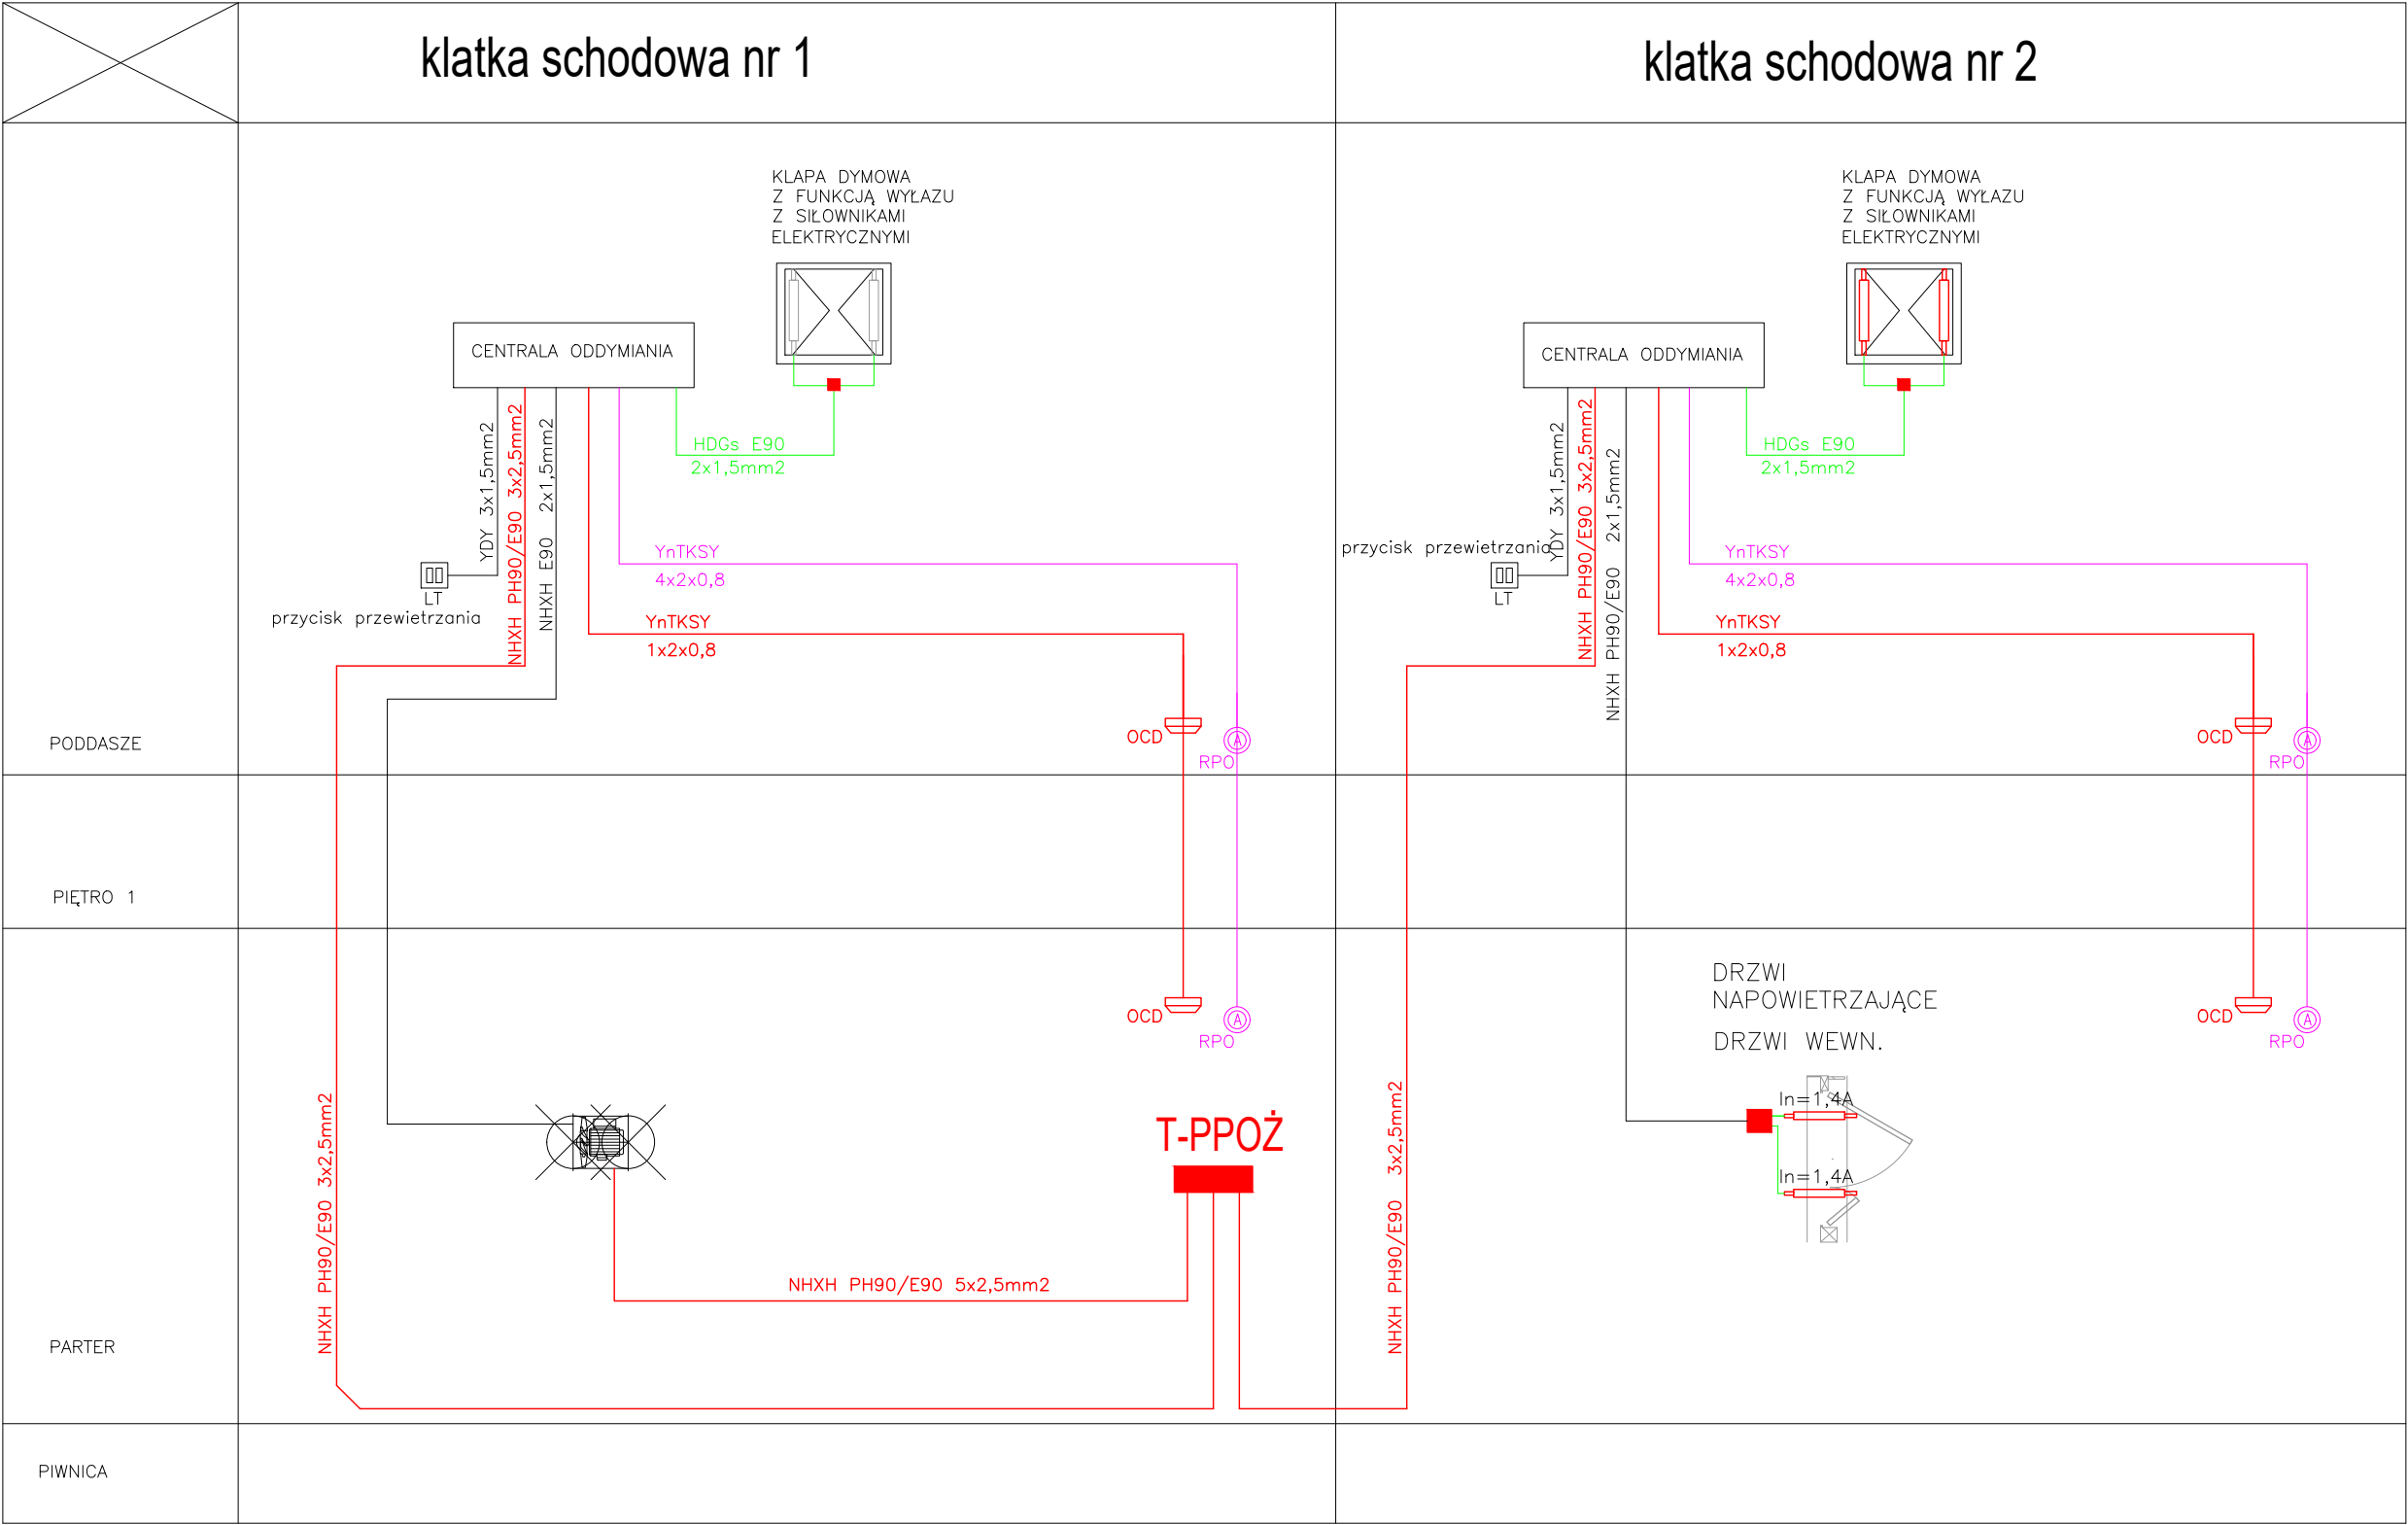 klatka schodowa nr 1
klatka schodowa nr 2
KLAPA DYMOWA
Z FUNKCJĄ WYŁAZU
Z SIŁOWNIKAMI
ELEKTRYCZNYMI
CENTRALA ODDYMIANIA
YDY 3x1,5mm2
NHXH PH90/E90 3x2,5mm2
NHXH E90 2x1,5mm2
HDGs E90
2x1,5mm2
YnTKSY
4x2x0,8
YnTKSY
1x2x0,8
LT
przycisk przewietrzania
OCD
A
RPO
KLAPA DYMOWA
Z FUNKCJĄ WYŁAZU
Z SIŁOWNIKAMI
ELEKTRYCZNYMI
CENTRALA ODDYMIANIA
YDY 3x1,5mm2
NHXH PH90/E90 3x2,5mm2
NHXH PH90/E90 2x1,5mm2
HDGs E90
2x1,5mm2
przycisk przewietrzania
LT
YnTKSY
4x2x0,8
YnTKSY
1x2x0,8
OCD
A
RPO
PODDASZE
PIĘTRO 1
OCD
A
RPO
T-PPOŻ
NHXH PH90/E90 3x2,5mm2
NHXH PH90/E90 5x2,5mm2
NHXH PH90/E90 3x2,5mm2
DRZWI
NAPOWIETRZAJĄCE
DRZWI WEWN.
In=1,4A
In=1,4A
OCD
A
RPO
PARTER
PIWNICA